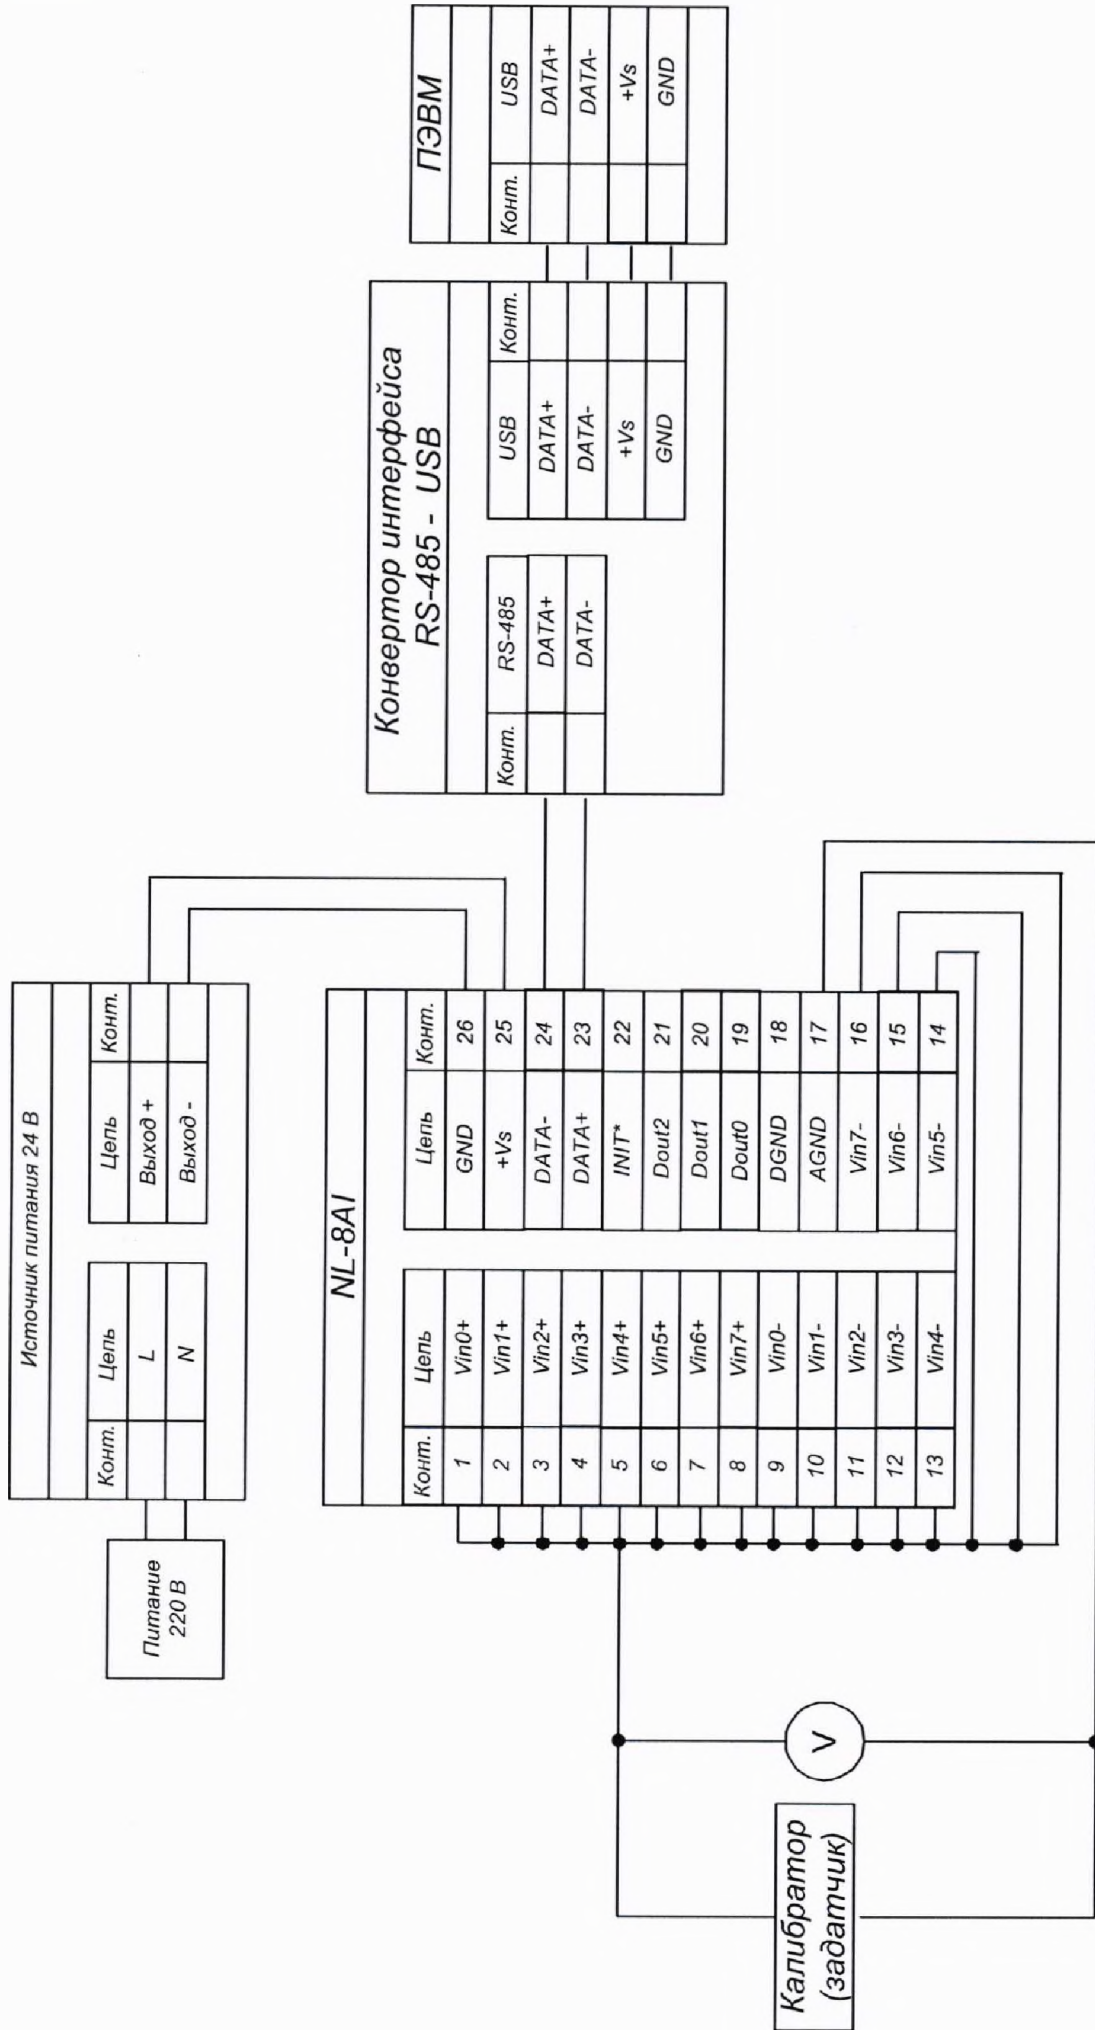 Источник питания 24 В
Конт. Цепь Цепь Конт.
L Выход +
N Выход -
Питание
220 В
NL-8AI
Конт. Цепь Цепь Конт.
1 Vin0+ GND 26
2 Vin1+ +Vs 25
3 Vin2+ DATA- 24
4 Vin3+ DATA+ 23
5 Vin4+ INIT* 22
6 Vin5+ Dout2 21
7 Vin6+ Dout1 20
8 Vin7+ Dout0 19
9 Vin0- DGND 18
10 Vin1- AGND 17
11 Vin2- Vin7- 16
12 Vin3- Vin6- 15
13 Vin4- Vin5- 14
Конвертор интерфейса
RS-485 - USB
Конт. RS-485 USB Конт.
DATA+ DATA+
DATA- DATA-
+Vs
GND
ПЭВМ
Конт. USB
DATA+
DATA-
+Vs
GND
V
Калибратор
(задатчик)